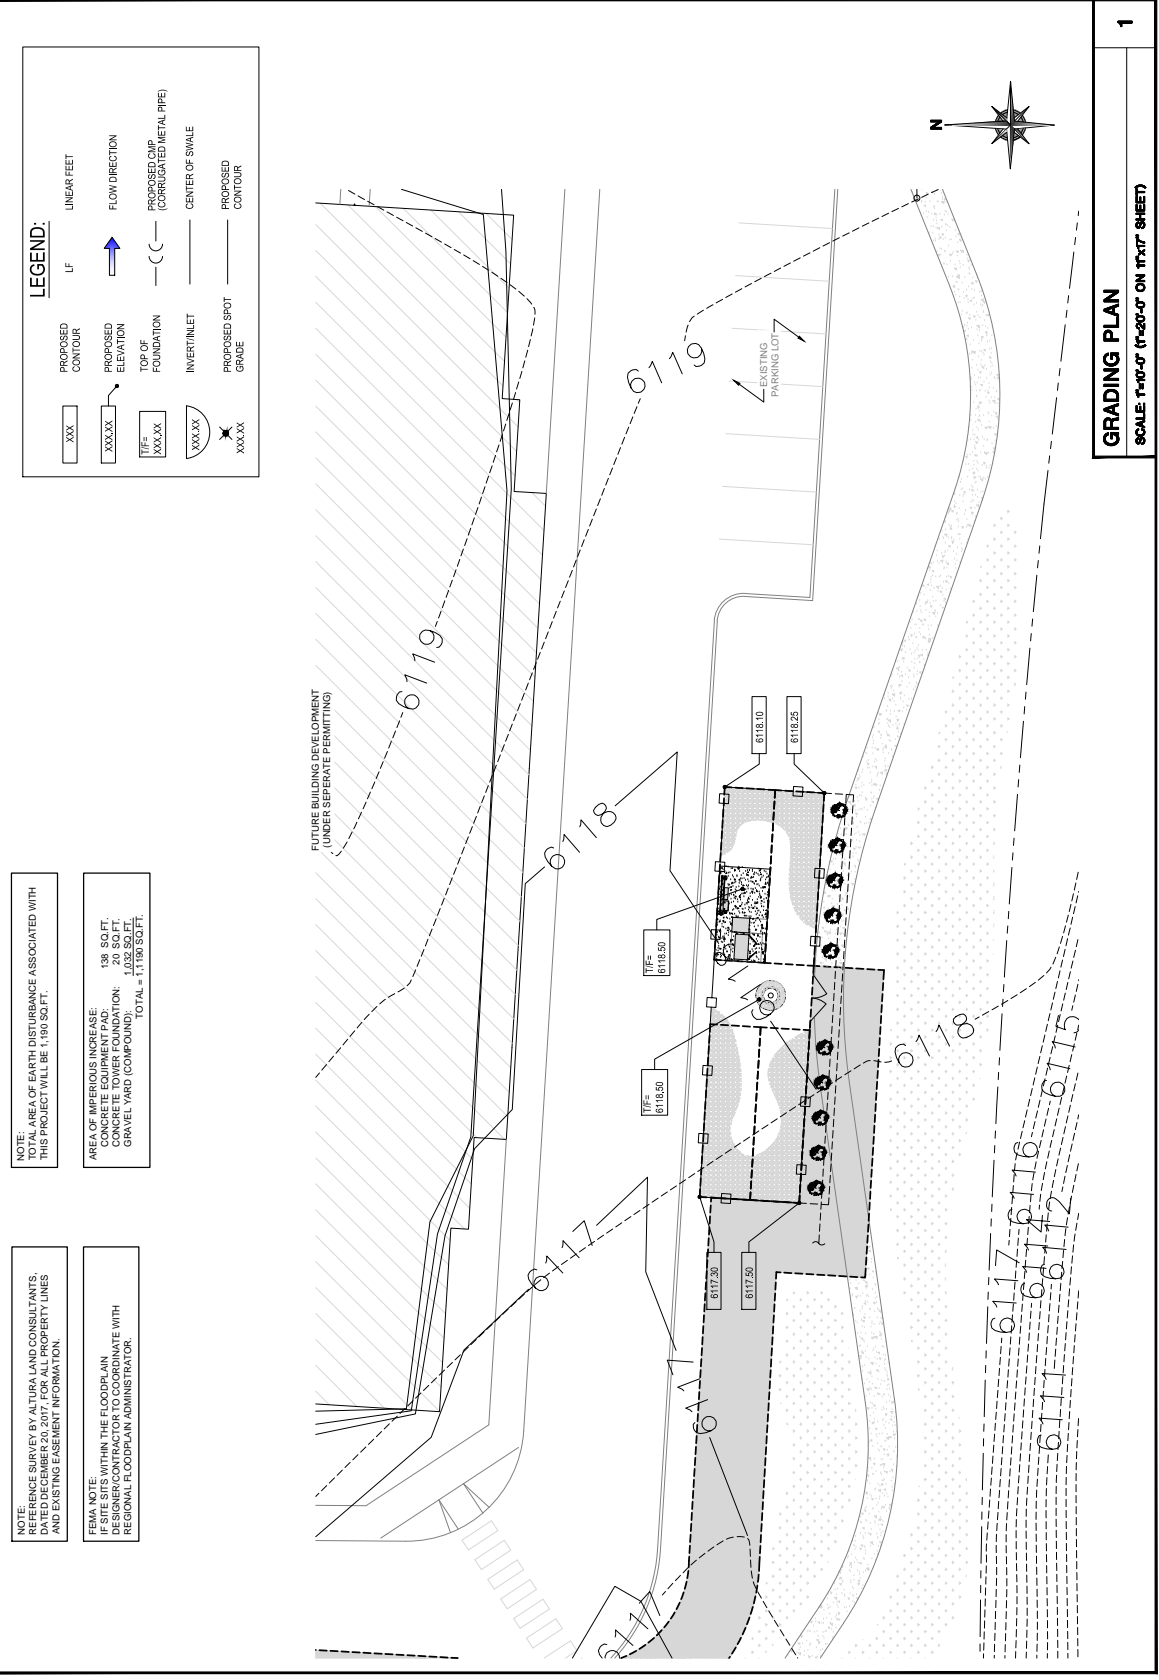 NOTE:
REFERENCE SURVEY BY ALTURA LAND CONSULTANTS,
DATED DECEMBER 20, 2017, FOR ALL PROPERTY LINES
AND EXISTING EASEMENT INFORMATION.
FEMA NOTE:
IF SITE SITS WITHIN THE FLOODPLAIN
DESIGNER/CONTRACTOR TO COORDINATE WITH
REGIONAL FLOODPLAIN ADMINISTRATOR.
NOTE:
TOTAL AREA OF EARTH DISTURBANCE ASSOCIATED WITH
THIS PROJECT WILL BE 1,190 SQ.FT.
AREA OF IMPERIOUS INCREASE:
CONCRETE EQUIPMENT PAD: 138 SQ.FT.
CONCRETE TOWER FOUNDATION: 20 SQ.FT.
GRAVEL YARD (COMPOUND): 1,032 SQ.FT.
TOTAL = 1,1190 SQ.FT.
LEGEND:
XXX PROPOSED
CONTOUR
LF LINEAR FEET
XXX.XX PROPOSED
ELEVATION
FLOW DIRECTION
T/F=
XXX.XX
TOP OF
FOUNDATION
PROPOSED CMP
(CORRUGATED METAL PIPE)
XXX.XX INVERT/INLET
CENTER OF SWALE
XXX.XX
PROPOSED SPOT
GRADE
PROPOSED
CONTOUR
FUTURE BUILDING DEVELOPMENT
(UNDER SEPERATE PERMITTING)
6119
6119
6118
6117
EXISTING
PARKING LOT
N
T/F=
6118.50
T/F=
6118.50
6118.10
6118.25
6117.30
6117.50
6117
6118
6117
6116
6115
6114
6112
6111
GRADING PLAN
SCALE: 1"=10'-0" (1"=20'-0" ON 11"x17" SHEET)
1